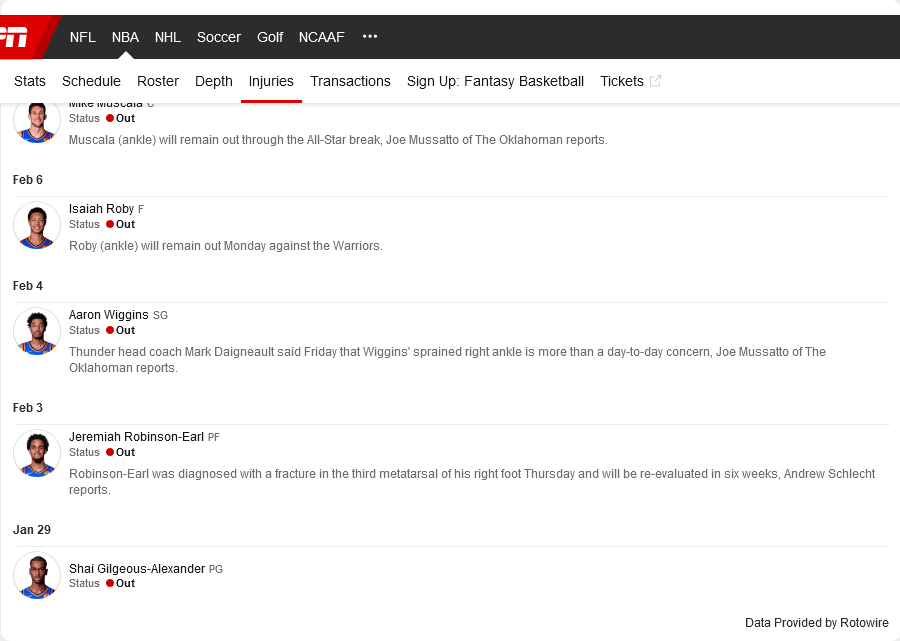 NFL NBA NHL Soccer Golf NCAAF •••
Stats Schedule Roster Depth Injuries Transactions Sign Up: Fantasy Basketball Tickets
Mike Muscala C
Status Out
Muscala (ankle) will remain out through the All-Star break, Joe Mussatto of The Oklahoman reports.
Feb 6
Isaiah Roby F
Status Out
Roby (ankle) will remain out Monday against the Warriors.
Feb 4
Aaron Wiggins SG
Status Out
Thunder head coach Mark Daigneault said Friday that Wiggins' sprained right ankle is more than a day-to-day concern, Joe Mussatto of The
Oklahoman reports.
Feb 3
Jeremiah Robinson-Earl PF
Status Out
Robinson-Earl was diagnosed with a fracture in the third metatarsal of his right foot Thursday and will be re-evaluated in six weeks, Andrew Schlecht
reports.
Jan 29
Shai Gilgeous-Alexander PG
Status Out
Data Provided by Rotowire